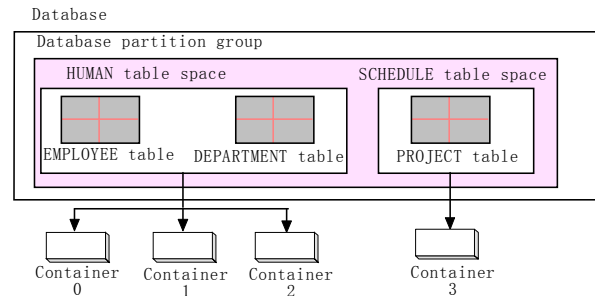 Database
Database partition group
HUMAN table space
SCHEDULE table space
EMPLOYEE table
DEPARTMENT table
PROJECT table
Container
0
Container
1
Container
2
Container
3